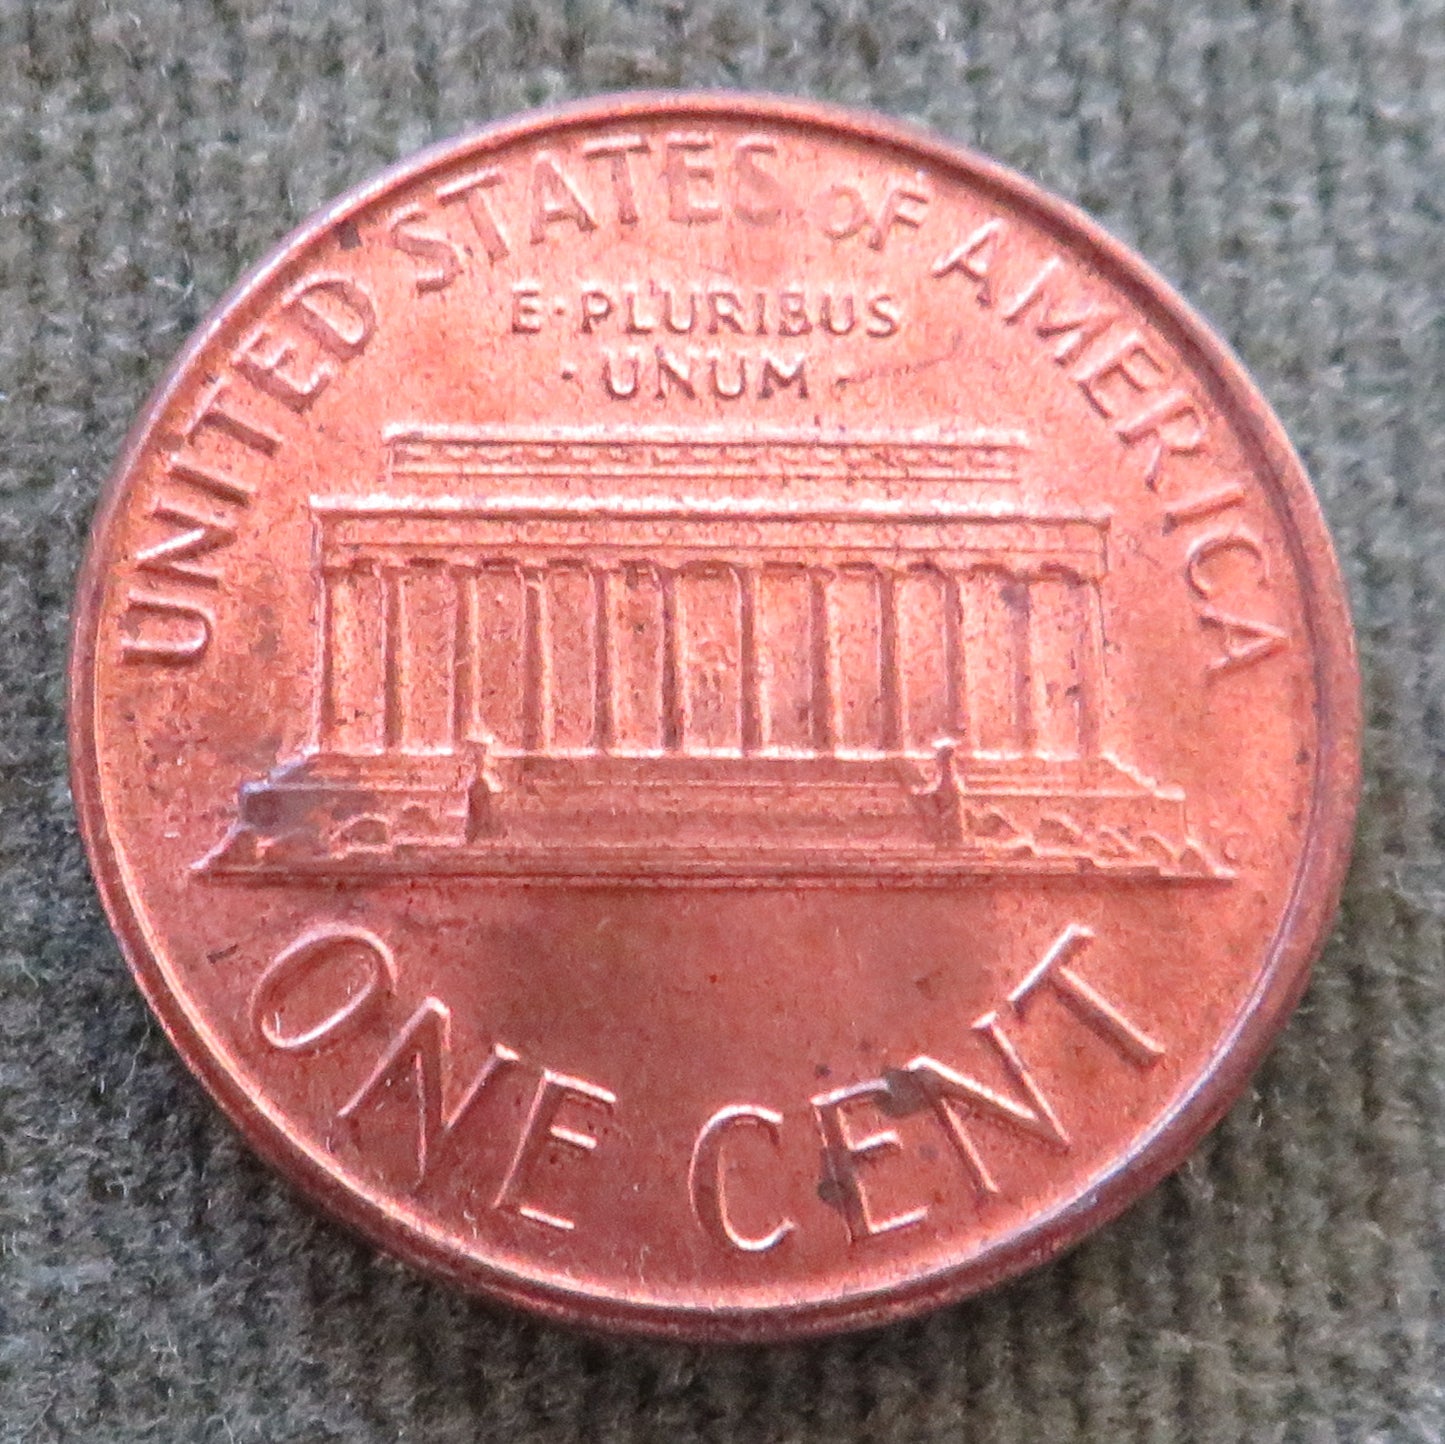 UNITED STATES OF AMERICA
E·PLURIBUS
·UNUM·
ONE CENT